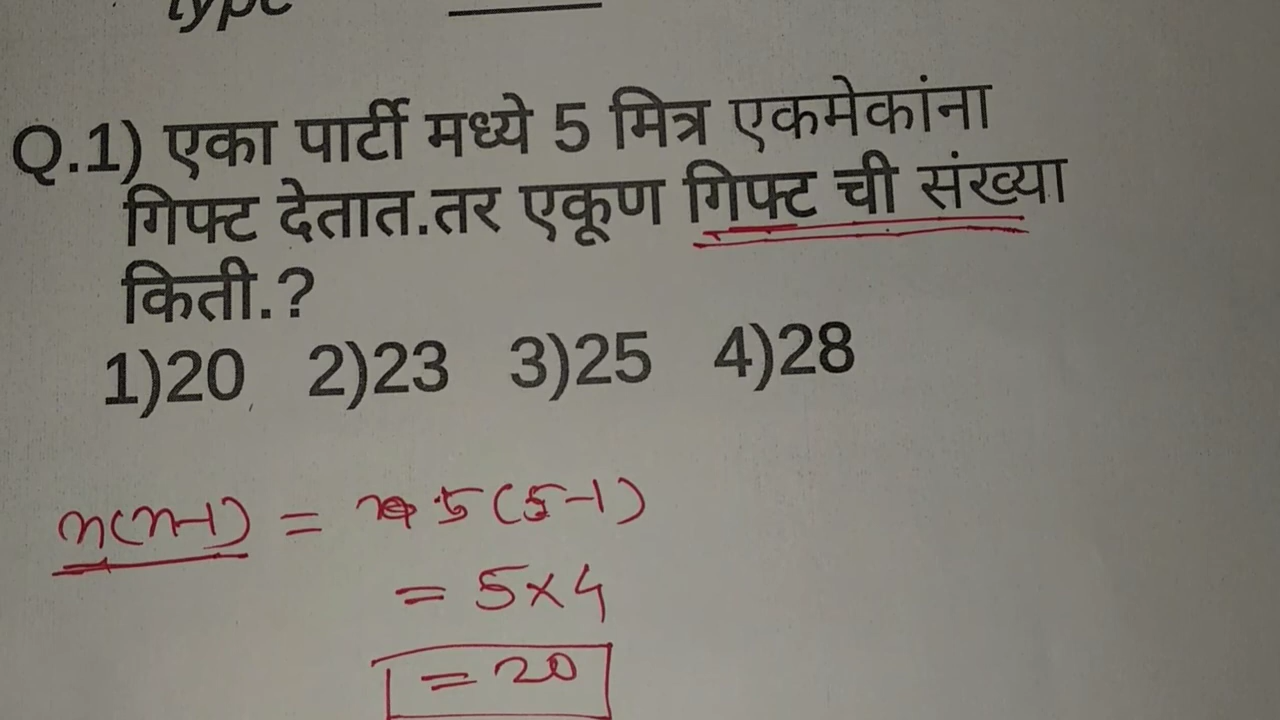 type
Q.1) एका पार्टी मध्ये 5 मित्र एकमेकांना
गिफ्ट देतात.तर एकूण गिफ्ट ची संख्या
किती.?
1)20 2)23 3)25 4)28
n(n-1) = 5(5-1)
= 5×4
= 20